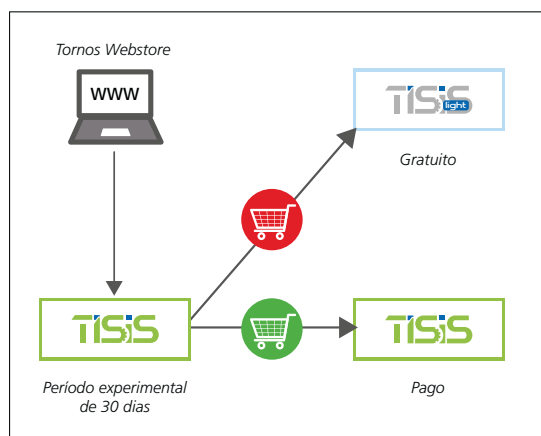 Tornos Webstore
WWW
TISIS
light
Gratuito
TISIS
TISIS
Período experimental
de 30 dias
Pago